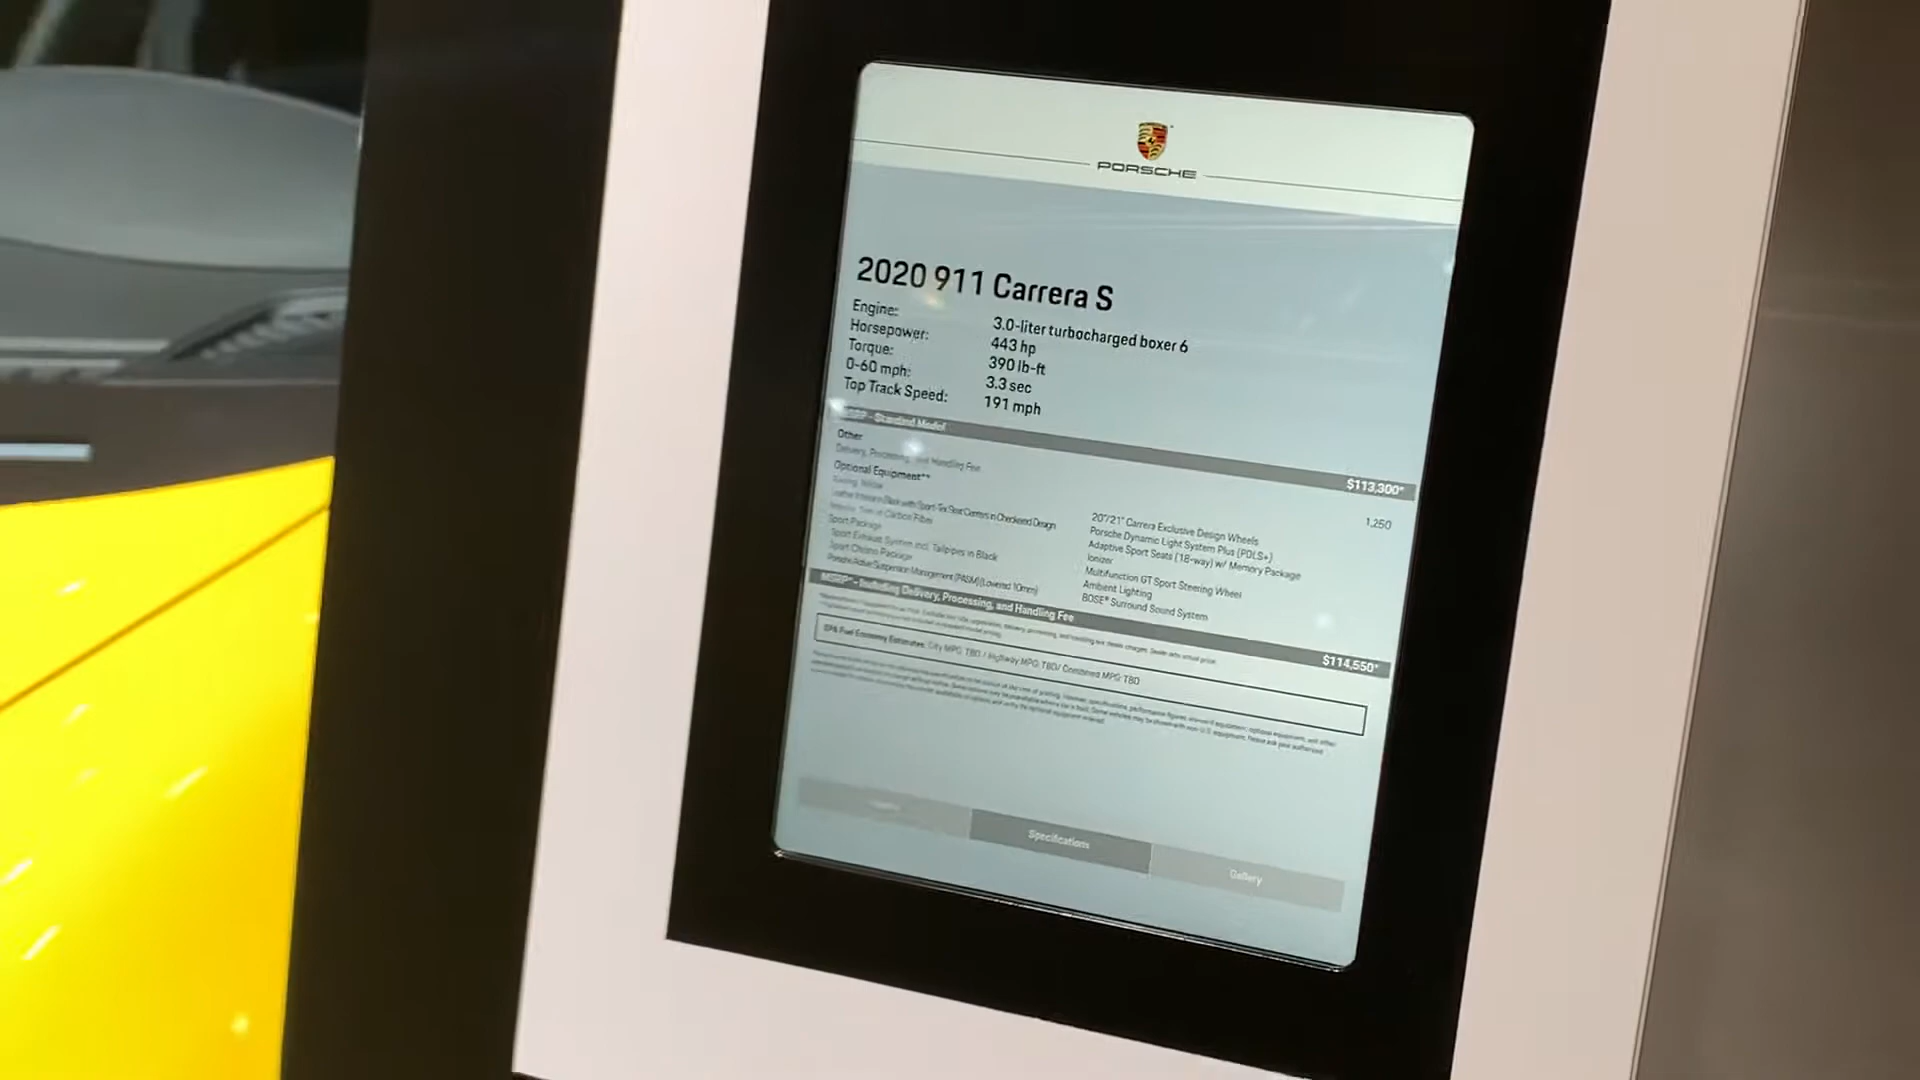 PORSCHE
2020 911 Carrera S
Engine: 3.0-liter turbocharged boxer 6
Horsepower: 443 hp
Torque: 390 lb-ft
0-60 mph: 3.3 sec
Top Track Speed: 191 mph
MSRP - Standard Model $113,300*
Other
Delivery, Processing, and Handling Fee 1,250
Optional Equipment**
Racing Yellow
Leather Interior in Black with Sport-Tex Seat Centers in Checkered Design
Interior Trim in Carbon Fiber
Sport Package
Sport Exhaust System incl. Tailpipes in Black
Sport Chrono Package
Porsche Active Suspension Management (PASM) (Lowered 10mm)
20"/21" Carrera Exclusive Design Wheels
Porsche Dynamic Light System Plus (PDLS+)
Adaptive Sport Seats (18-way) w/ Memory Package
Ionizer
Multifunction GT Sport Steering Wheel
Ambient Lighting
BOSE® Surround Sound System
MSRP* - Including Delivery, Processing, and Handling Fee $114,550*
EPA Fuel Economy Estimates: City MPG: TBD / Highway MPG: TBD/ Combined MPG: TBD
Specifications
Gallery